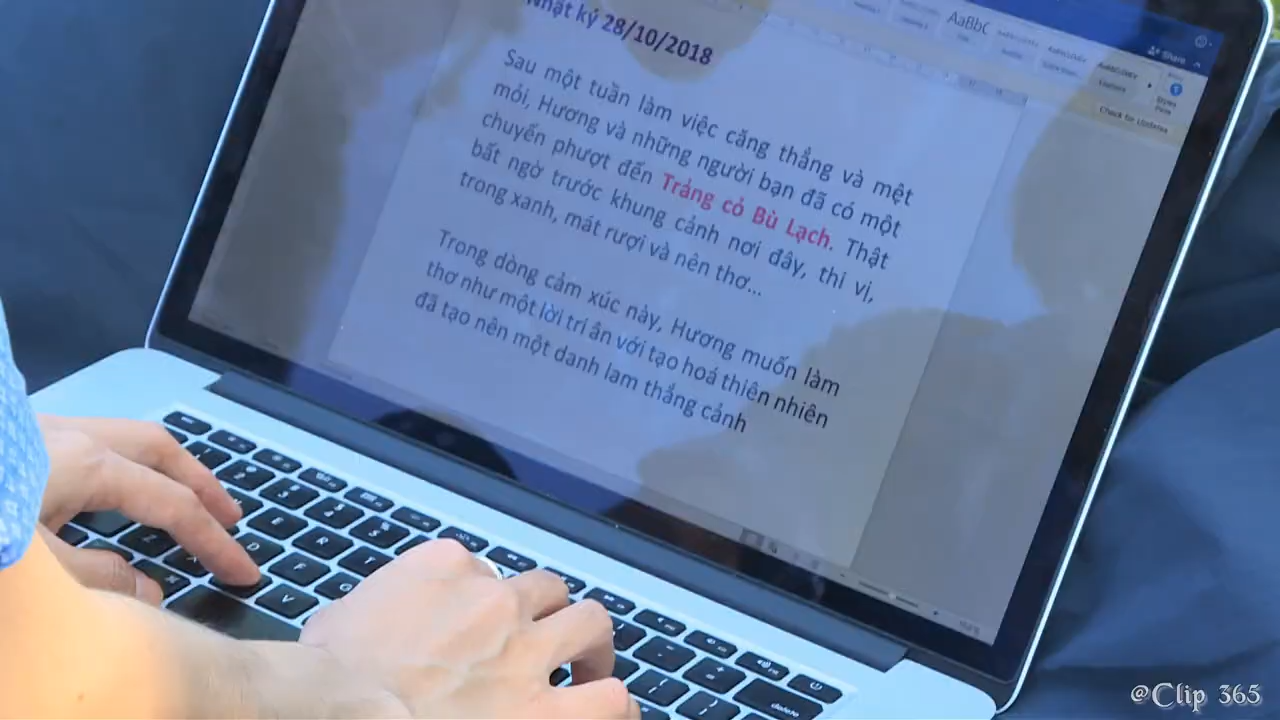 Nhật ký 28/10/2018
Sau một tuần làm việc căng thẳng và mệt
mỏi, Hương và những người bạn đã có một
chuyến phượt đến Trảng cỏ Bù Lạch. Thật
bất ngờ trước khung cảnh nơi đây, thi vị,
trong xanh, mát rượi và nên thơ...
Trong dòng cảm xúc này, Hương muốn làm
thơ như một lời tri ân với tạo hoá thiên nhiên
đã tạo nên một danh lam thắng cảnh
AaBbC
Share
Styles
Pane
Check for Updates
delete
@Clip 365